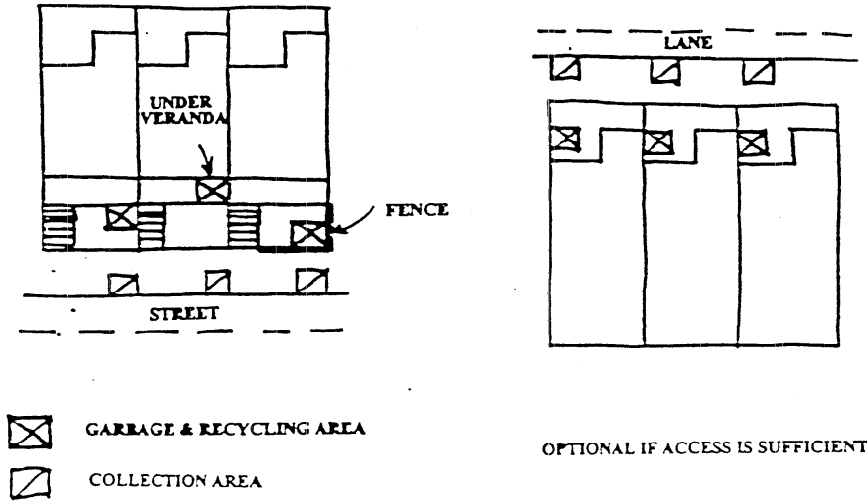 UNDER
VERANDA
FENCE
STREET
LANE
GARBAGE & RECYCLING AREA
COLLECTION AREA
OPTIONAL IF ACCESS IS SUFFICIENT